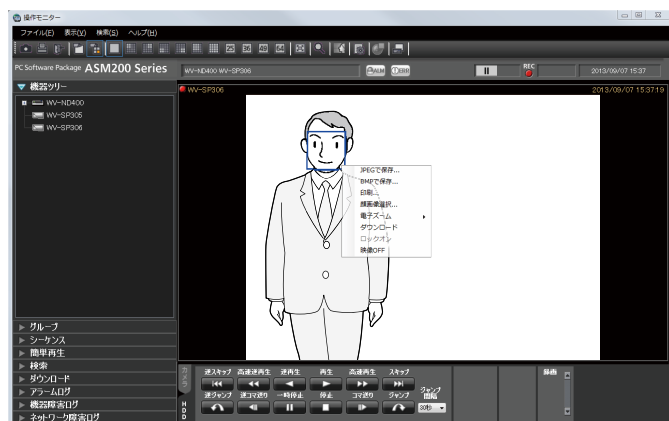 操作モニター
ファイル(F) 表示(V) 検索(S) ヘルプ(H)
25 36 49 64
PC Software Package ASM200 Series
WV-ND400 WV-SP306
ALM
ERR
REC
2013/09/07 15:37
機器ツリー
WV-ND400
WV-SP305
WV-SP306
WV-SP306
2013/09/07 15:37:19
JPEGで保存...
BMPで保存...
印刷...
顔画像選択...
電子ズーム
ダウンロード
ロックオン
映像OFF
グループ
シーケンス
簡単再生
検索
ダウンロード
アラームログ
機器障害ログ
ネットワーク障害ログ
カメラ
HDD
逆スキップ 高速逆再生 逆再生 再生 高速再生 スキップ
逆ジャンプ 逆コマ送り 一時停止 停止 コマ送り ジャンプ
ジャンプ間隔
30秒
録画